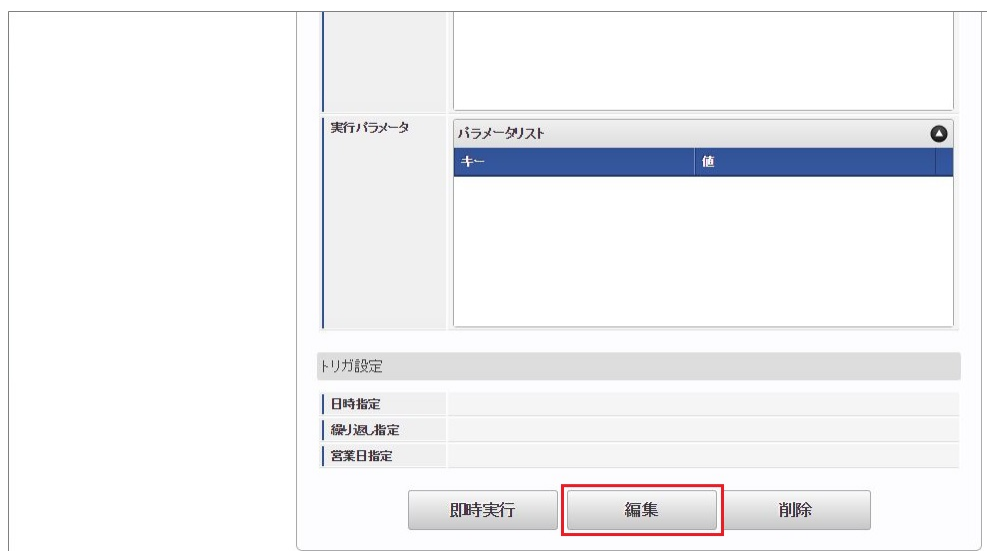 実行パラメータ
パラメータリスト
キー 値
トリガ設定
日時指定
繰り返し指定
営業日指定
即時実行 編集 削除